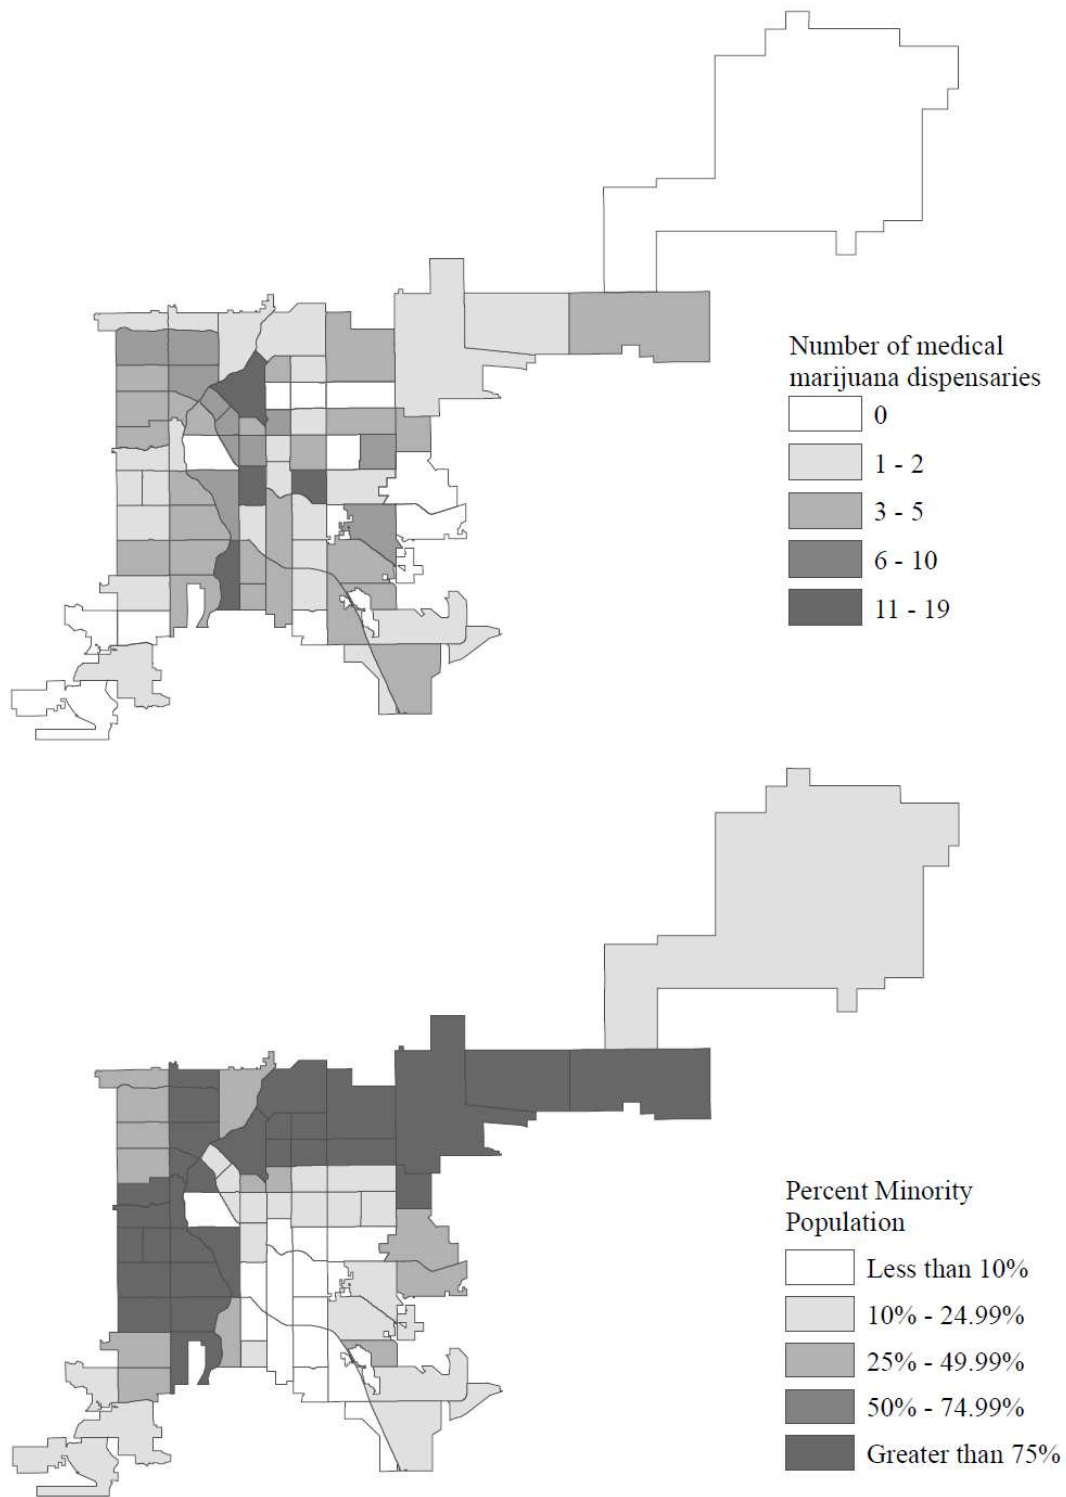 Number of medical
marijuana dispensaries
0
1 - 2
3 - 5
6 - 10
11 - 19
Percent Minority
Population
Less than 10%
10% - 24.99%
25% - 49.99%
50% - 74.99%
Greater than 75%